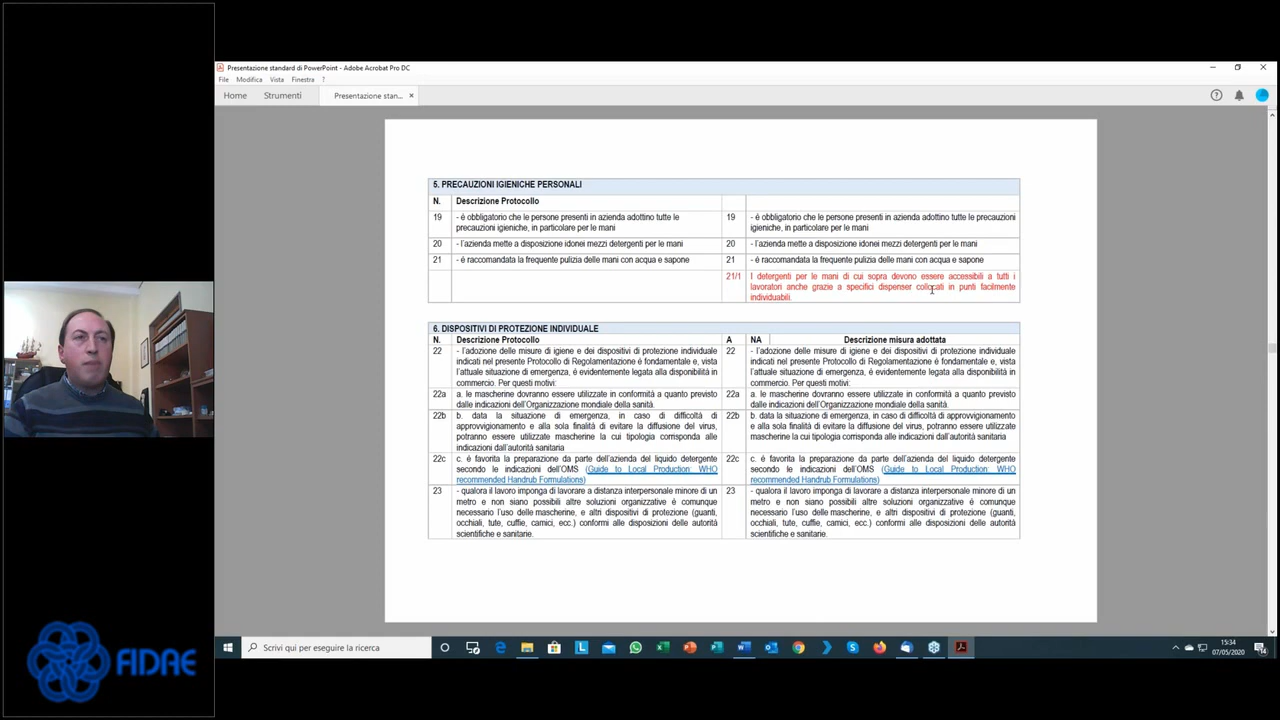 Presentazione standard di PowerPoint - Adobe Acrobat Pro DC
File Modifica Vista Finestra ?
Home Strumenti Presentazione stan... ×
5. PRECAUZIONI IGIENICHE PERSONALI
N. Descrizione Protocollo
19 - è obbligatorio che le persone presenti in azienda adottino tutte le
precauzioni igieniche, in particolare per le mani
19 - è obbligatorio che le persone presenti in azienda adottino tutte le precauzioni
igieniche, in particolare per le mani
20 - l'azienda mette a disposizione idonei mezzi detergenti per le mani
20 - l'azienda mette a disposizione idonei mezzi detergenti per le mani
21 - è raccomandata la frequente pulizia delle mani con acqua e sapone
21 - è raccomandata la frequente pulizia delle mani con acqua e sapone
21/1 I detergenti per le mani di cui sopra devono essere accessibili a tutti i
lavoratori anche grazie a specifici dispenser collocati in punti facilmente
individuabili.
6. DISPOSITIVI DI PROTEZIONE INDIVIDUALE
N. Descrizione Protocollo A NA Descrizione misura adottata
22 - l'adozione delle misure di igiene e dei dispositivi di protezione individuale
indicati nel presente Protocollo di Regolamentazione è fondamentale e, vista
l'attuale situazione di emergenza, è evidentemente legata alla disponibilità in
commercio. Per questi motivi:
22 - l'adozione delle misure di igiene e dei dispositivi di protezione individuale
indicati nel presente Protocollo di Regolamentazione è fondamentale e, vista
l'attuale situazione di emergenza, è evidentemente legata alla disponibilità in
commercio. Per questi motivi:
22a a. le mascherine dovranno essere utilizzate in conformità a quanto previsto
dalle indicazioni dell'Organizzazione mondiale della sanità.
22a a. le mascherine dovranno essere utilizzate in conformità a quanto previsto
dalle indicazioni dell'Organizzazione mondiale della sanità.
22b b. data la situazione di emergenza, in caso di difficoltà di
approvvigionamento e alla sola finalità di evitare la diffusione del virus,
potranno essere utilizzate mascherine la cui tipologia corrisponda alle
indicazioni dall'autorità sanitaria
22b b. data la situazione di emergenza, in caso di difficoltà di approvvigionamento
e alla sola finalità di evitare la diffusione del virus, potranno essere utilizzate
mascherine la cui tipologia corrisponda alle indicazioni dall'autorità sanitaria
22c c. è favorita la preparazione da parte dell'azienda del liquido detergente
secondo le indicazioni dell'OMS (Guide to Local Production: WHO
recommended Handrub Formulations)
22c c. è favorita la preparazione da parte dell'azienda del liquido detergente
secondo le indicazioni dell'OMS (Guide to Local Production: WHO
recommended Handrub Formulations)
23 - qualora il lavoro imponga di lavorare a distanza interpersonale minore di un
metro e non siano possibili altre soluzioni organizzative è comunque
necessario l'uso delle mascherine, e altri dispositivi di protezione (guanti,
occhiali, tute, cuffie, camici, ecc.) conformi alle disposizioni delle autorità
scientifiche e sanitarie.
23 - qualora il lavoro imponga di lavorare a distanza interpersonale minore di un
metro e non siano possibili altre soluzioni organizzative è comunque
necessario l'uso delle mascherine, e altri dispositivi di protezione (guanti,
occhiali, tute, cuffie, camici, ecc.) conformi alle disposizioni delle autorità
scientifiche e sanitarie.
FIDAE
Scrivi qui per eseguire la ricerca
15:34
07/05/2020